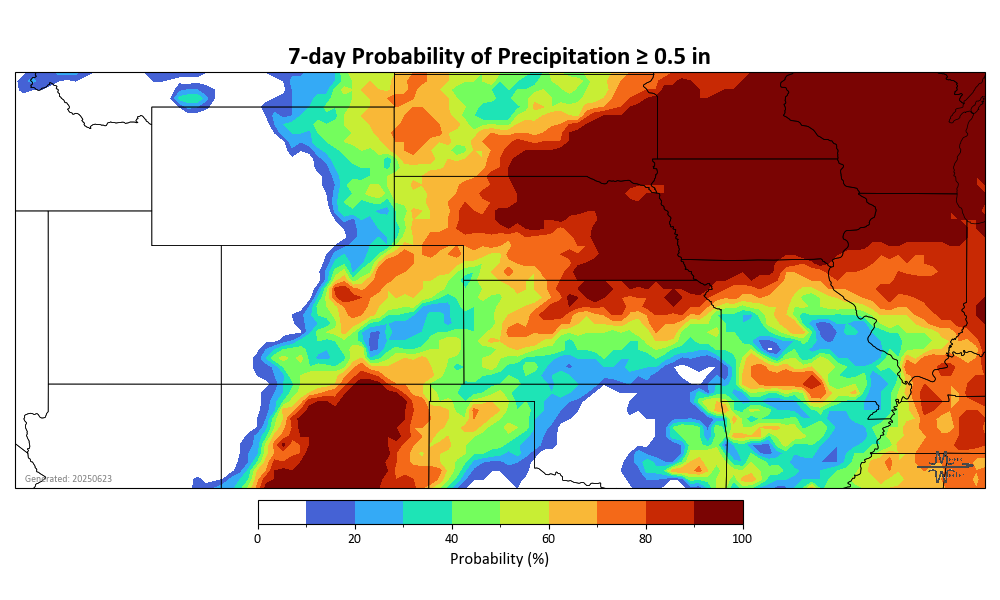 7-day Probability of Precipitation ≥ 0.5 in
Generated: 20250623
0 20 40 60 80 100
Probability (%)